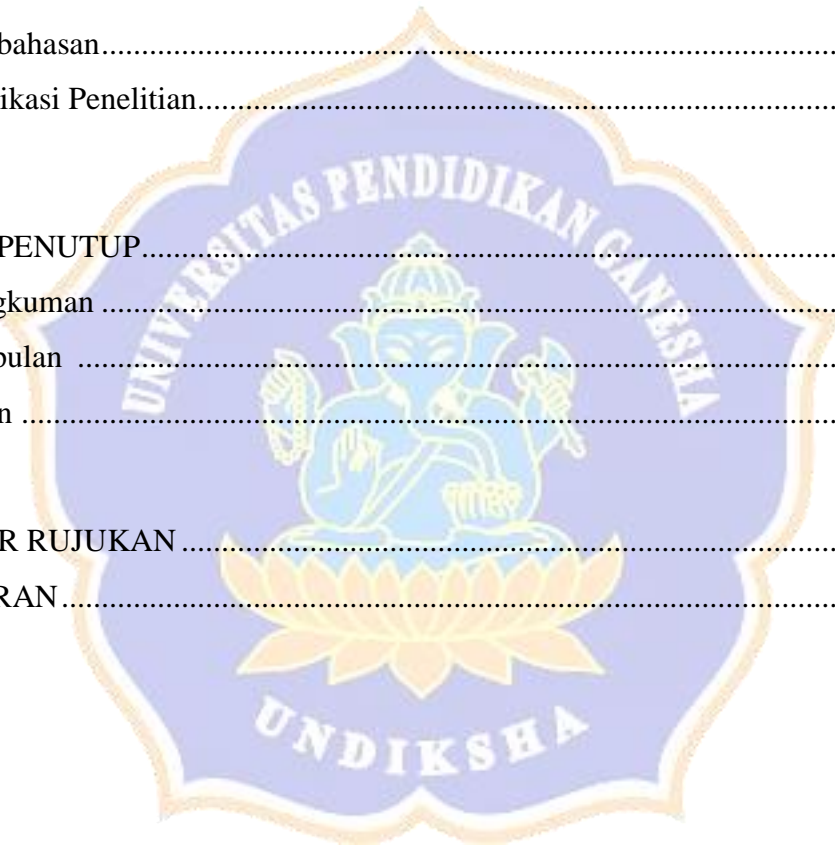 bahasan....................................................................................................
ikasi Penelitian........................................................................................
UNIVERSITAS PENDIDIKAN GANESHA
PENUTUP................................................................................................
gkuman ....................................................................................................
pulan ......................................................................................................
n ..............................................................................................................
R RUJUKAN ...........................................................................................
RAN..........................................................................................................
UNDIKSHA